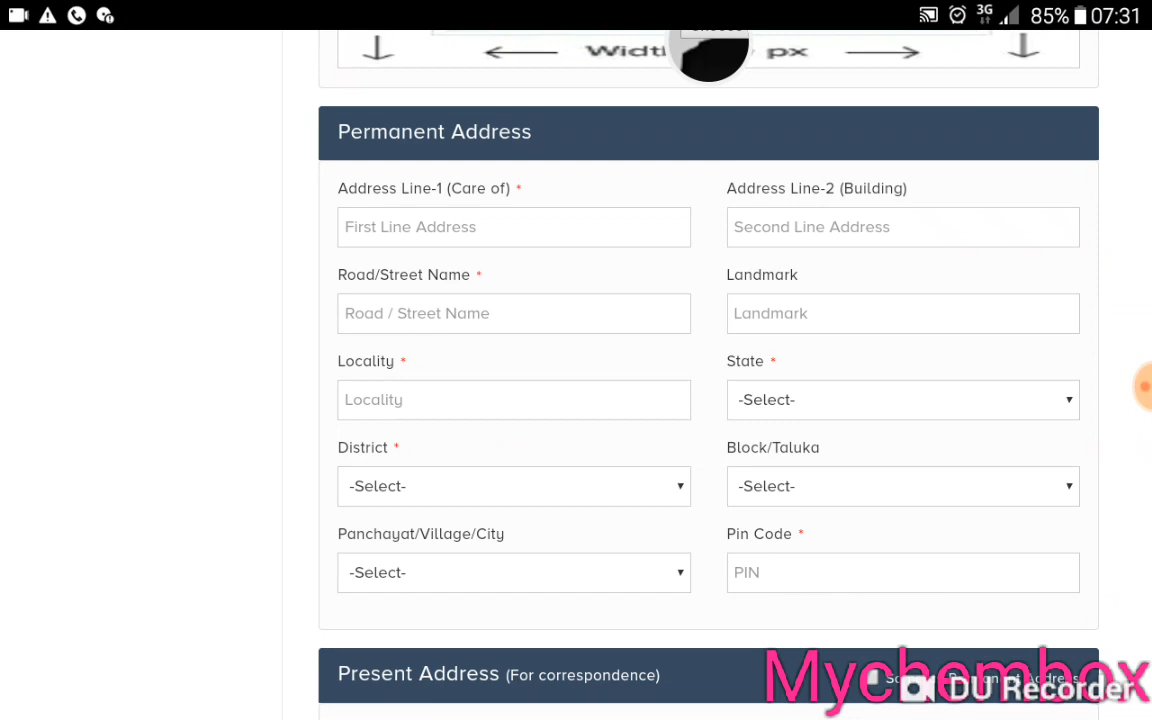 3G 85% 07:31
Width px
Permanent Address
Address Line-1 (Care of) *
Address Line-2 (Building)
First Line Address
Second Line Address
Road/Street Name *
Landmark
Road / Street Name
Landmark
Locality *
State *
Locality
-Select-
District *
Block/Taluka
-Select-
-Select-
Panchayat/Village/City
Pin Code *
-Select-
PIN
Present Address (For correspondence)
Mychembox
DU Recorder